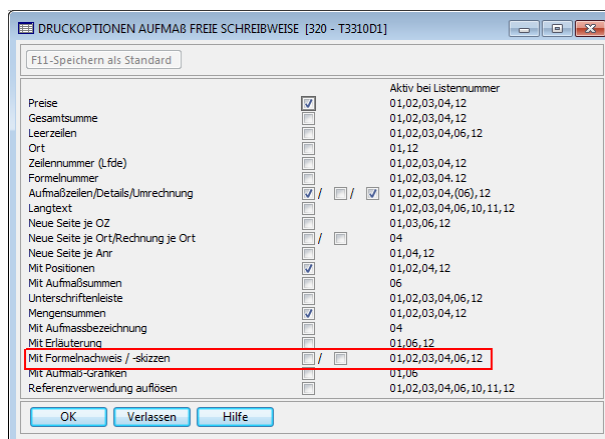 DRUCKOPTIONEN AUFMAß FREIE SCHREIBWEISE [320 - T3310D1]
F11-Speichern als Standard
Aktiv bei Listennummer
Preise 01,02,03,04,12
Gesamtsumme 01,02,03,04,12
Leerzeilen 01,02,03,04,06,12
Ort 01,12
Zeilennummer (Lfde) 01,02,03,04,12
Formelnummer 01,02,03,04.12
Aufmaßzeilen/Details/Umrechnung / / 01,02,03,04,(06),12
Langtext 01,02,03,04,06,10,11,12
Neue Seite je OZ 01,03,06,12
Neue Seite je Ort/Rechnung je Ort / 04
Neue Seite je Anr 01,04,12
Mit Positionen 01,02,04,12
Mit Aufmaßsummen 06
Unterschriftenleiste 01,02,03,04,06,12
Mengensummen 01,02,03,04,12
Mit Aufmassbezeichnung 04
Mit Erläuterung 01,06,12
Mit Formelnachweis / -skizzen / 01,02,03,04,06,12
Mit Aufmaß-Grafiken 01,06
Referenzverwendung auflösen 01,02,03,04,06,10,11,12
OK Verlassen Hilfe